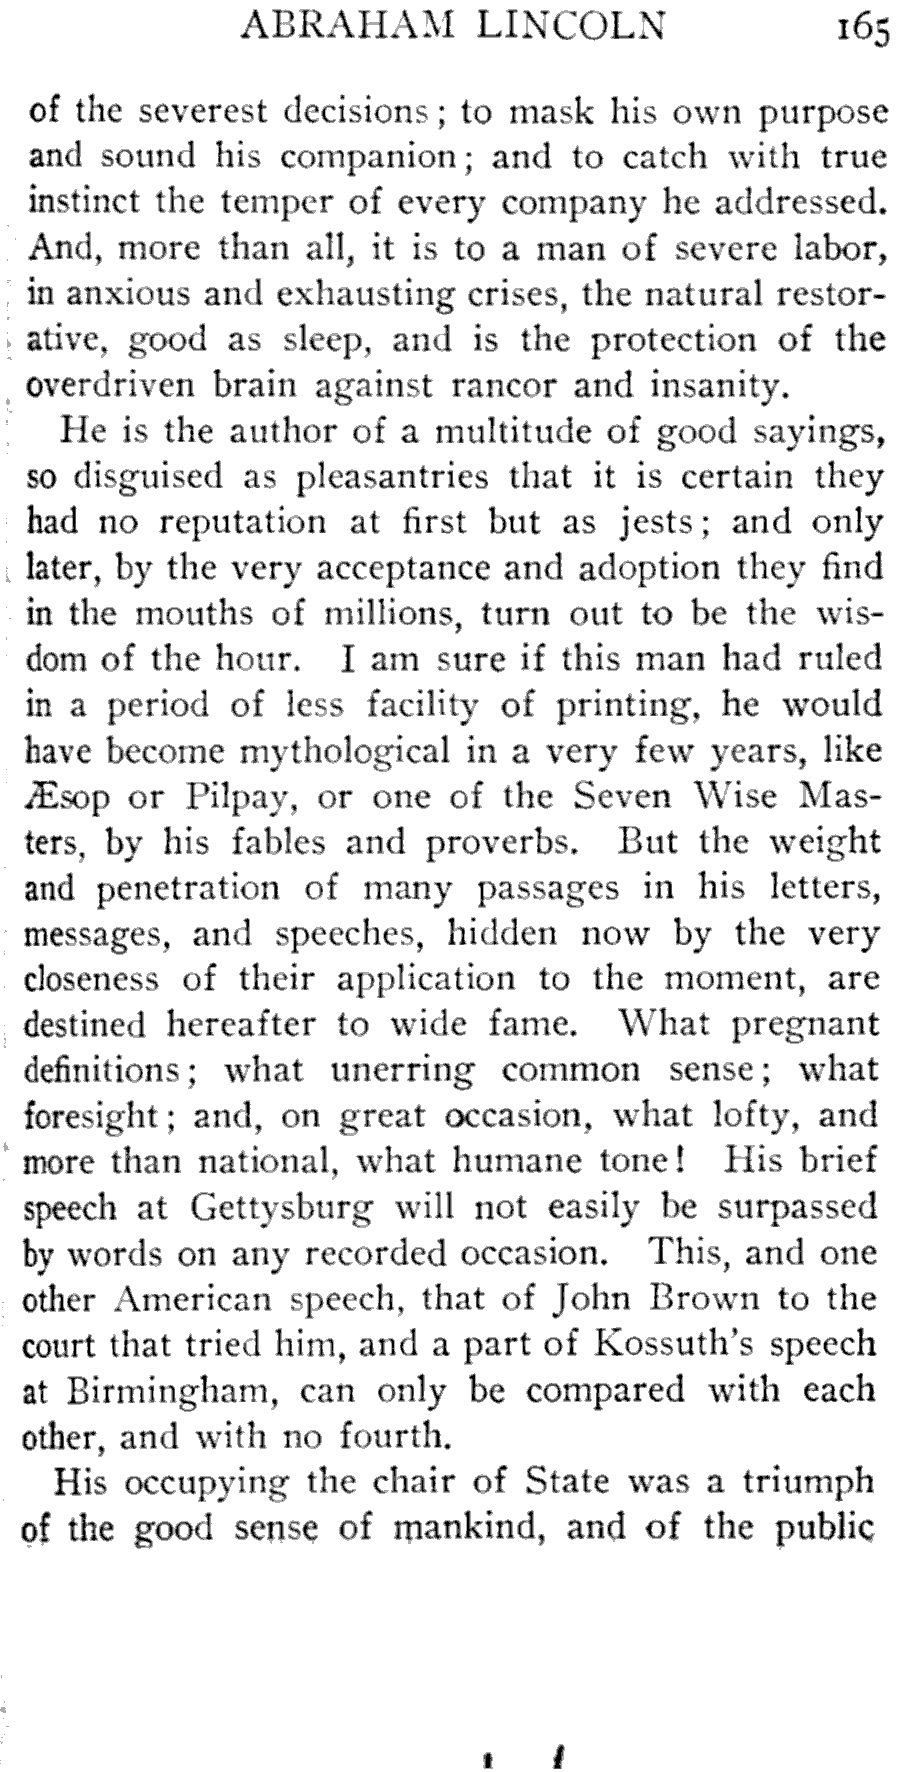 ABRAHAM LINCOLN 165
of the severest decisions; to mask his own purpose
and sound his companion; and to catch with true
instinct the temper of every company he addressed.
And, more than all, it is to a man of severe labor,
in anxious and exhausting crises, the natural restor-
ative, good as sleep, and is the protection of the
overdriven brain against rancor and insanity.
He is the author of a multitude of good sayings,
so disguised as pleasantries that it is certain they
had no reputation at first but as jests; and only
later, by the very acceptance and adoption they find
in the mouths of millions, turn out to be the wis-
dom of the hour. I am sure if this man had ruled
in a period of less facility of printing, he would
have become mythological in a very few years, like
Æsop or Pilpay, or one of the Seven Wise Mas-
ters, by his fables and proverbs. But the weight
and penetration of many passages in his letters,
messages, and speeches, hidden now by the very
closeness of their application to the moment, are
destined hereafter to wide fame. What pregnant
definitions; what unerring common sense; what
foresight; and, on great occasion, what lofty, and
more than national, what humane tone! His brief
speech at Gettysburg will not easily be surpassed
by words on any recorded occasion. This, and one
other American speech, that of John Brown to the
court that tried him, and a part of Kossuth's speech
at Birmingham, can only be compared with each
other, and with no fourth.
His occupying the chair of State was a triumph
of the good sense of mankind, and of the public